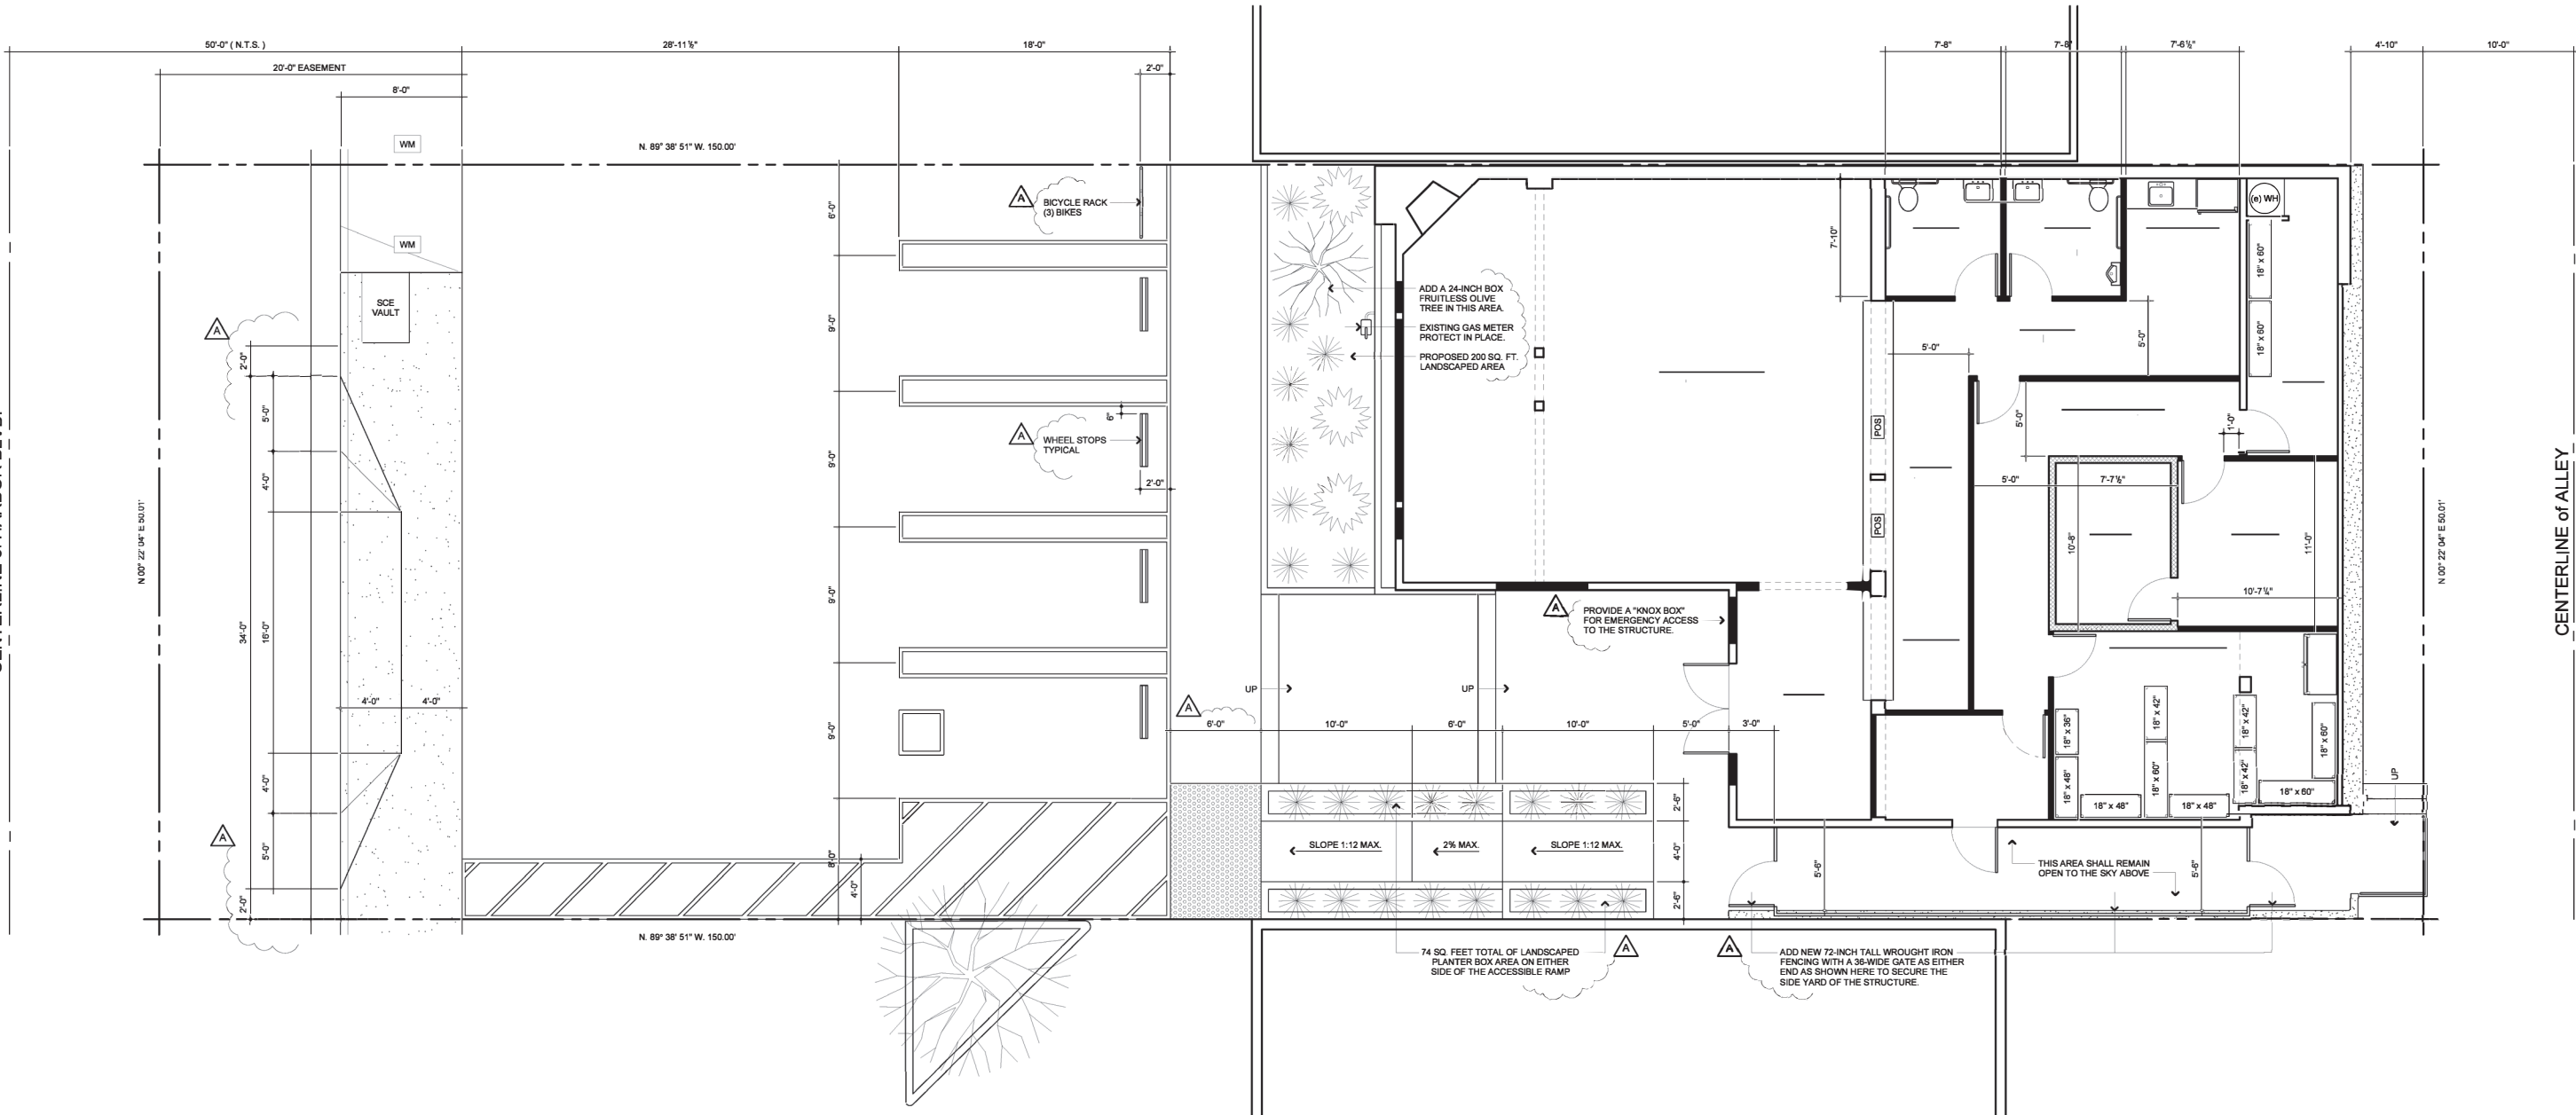 50'-0" ( N.T.S. )
28'-11 ½"
18'-0"
7'-8"
7'-8"
7'-6 ½"
4'-10"
10'-0"
20'-0" EASEMENT
2'-0"
8'-0"
WM
N. 89° 38' 51" W. 150.00'
WM
SCE
VAULT
A
BICYCLE RACK
(3) BIKES
6'-0"
9'-0"
9'-0"
9'-0"
9'-0"
8'-0"
4'-0"
A
WHEEL STOPS
TYPICAL
6"
2'-0"
ADD A 24-INCH BOX
FRUITLESS OLIVE
TREE IN THIS AREA.
EXISTING GAS METER
PROTECT IN PLACE.
PROPOSED 200 SQ. FT.
LANDSCAPED AREA
7'-10"
(e) WH
18" x 60"
18" x 60"
5'-0"
5'-0"
5'-0"
1'-0"
POS
POS
5'-0"
7'-7 ½"
10'-8"
11'-0"
10'-7 ¼"
N 00° 22' 04" E 50.01'
CENTERLINE of ALLEY
N 00° 22' 04" E 50.01'
A
2'-0"
5'-0"
4'-0"
34'-0"
16'-0"
4'-0"
4'-0"
4'-0"
5'-0"
2'-0"
A
A
PROVIDE A "KNOX BOX"
FOR EMERGENCY ACCESS
TO THE STRUCTURE.
UP
UP
A
6'-0"
10'-0"
6'-0"
10'-0"
5'-0"
3'-0"
18" x 36"
18" x 48"
18" x 42"
18" x 60"
18" x 42"
18" x 42"
18" x 60"
18" x 48"
18" x 48"
18" x 60"
UP
2'-6"
4'-0"
2'-6"
SLOPE 1:12 MAX.
2% MAX.
SLOPE 1:12 MAX.
5'-6"
5'-6"
THIS AREA SHALL REMAIN
OPEN TO THE SKY ABOVE
N. 89° 38' 51" W. 150.00'
74 SQ. FEET TOTAL OF LANDSCAPED
PLANTER BOX AREA ON EITHER
SIDE OF THE ACCESSIBLE RAMP
A
A
ADD NEW 72-INCH TALL WROUGHT IRON
FENCING WITH A 36-WIDE GATE AS EITHER
END AS SHOWN HERE TO SECURE THE
SIDE YARD OF THE STRUCTURE.